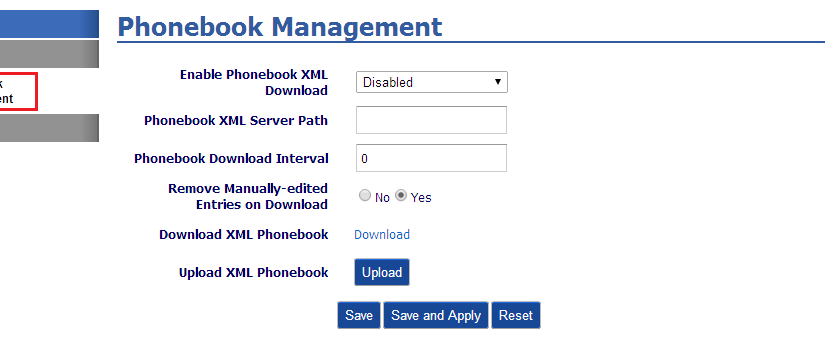 Phonebook Management
Enable Phonebook XML
Download
Disabled
ent
Phonebook XML Server Path
Phonebook Download Interval
0
Remove Manually-edited
Entries on Download
No Yes
Download XML Phonebook
Download
Upload XML Phonebook
Upload
Save
Save and Apply
Reset